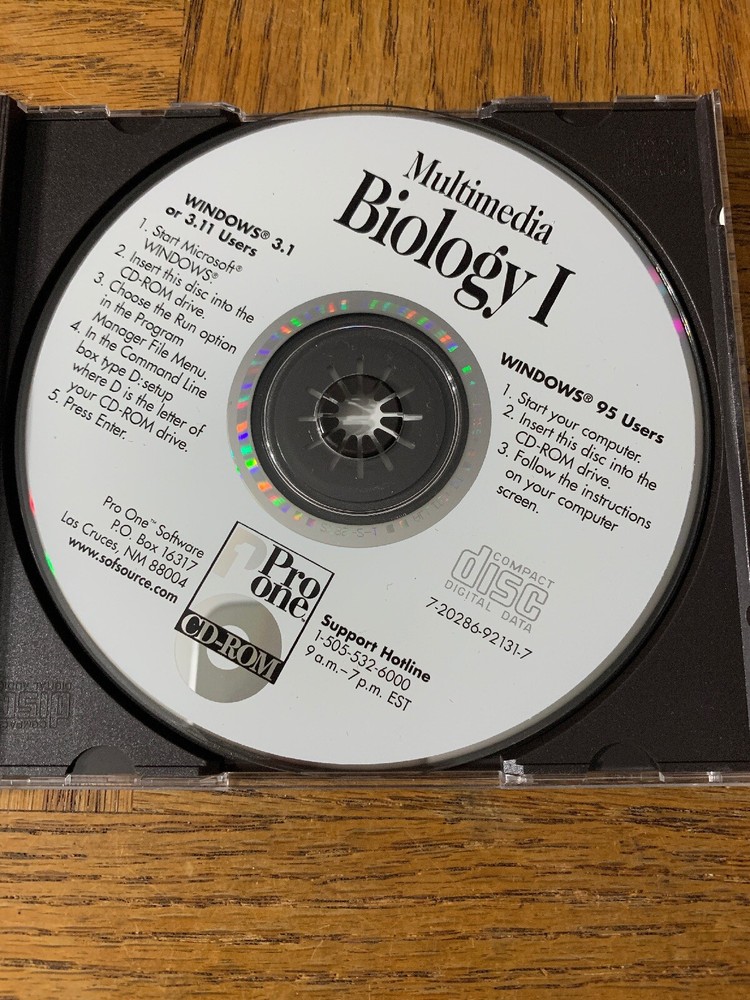 Multimedia
Biology I
WINDOWS® 3.1
or 3.11 Users
1. Start Microsoft®
WINDOWS®.
2. Insert this disc into the
CD-ROM drive.
3. Choose the Run option
in the Program
Manager File Menu.
4. In the Command Line
box type D:setup
where D is the letter of
your CD-ROM drive.
5. Press Enter.
WINDOWS® 95 Users
1. Start your computer.
2. Insert this disc into the
CD-ROM drive.
3. Follow the instructions
on your computer
screen.
Pro One™ Software
P.O. Box 16317
Las Cruces, NM 88004
www.sofsource.com
Pro
one™
CD-ROM
Support Hotline
1-505-532-6000
9 a.m.–7 p.m. EST
COMPACT
disc
DIGITAL DATA
7-20286-92131-7
COMPACT
disc
DIGITAL AUDIO